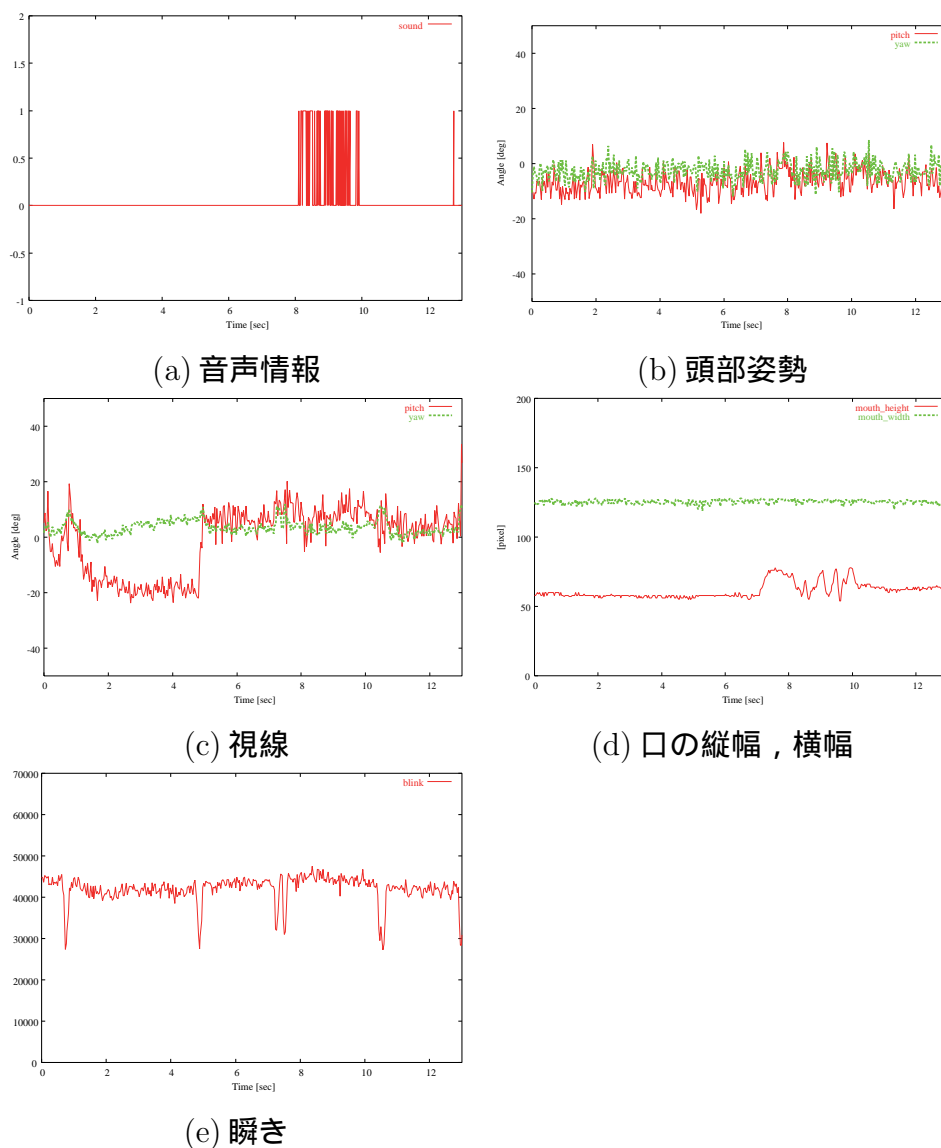 2
1.5
1
0.5
0
-0.5
-1
sound
0 2 4 6 8 10 12
Time [sec]
(a) 音声情報
40
20
0
-20
-40
Angle [deg]
pitch
yaw
0 2 4 6 8 10 12
Time [sec]
(b) 頭部姿勢
40
20
0
-20
-40
Angle [deg]
pitch
yaw
0 2 4 6 8 10 12
Time [sec]
(c) 視線
200
150
100
50
0
[pixel]
mouth_height
mouth_width
0 2 4 6 8 10 12
Time [sec]
(d) 口の縦幅 , 横幅
70000
60000
50000
40000
30000
20000
10000
0
blink
0 2 4 6 8 10 12
Time [sec]
(e) 瞬き